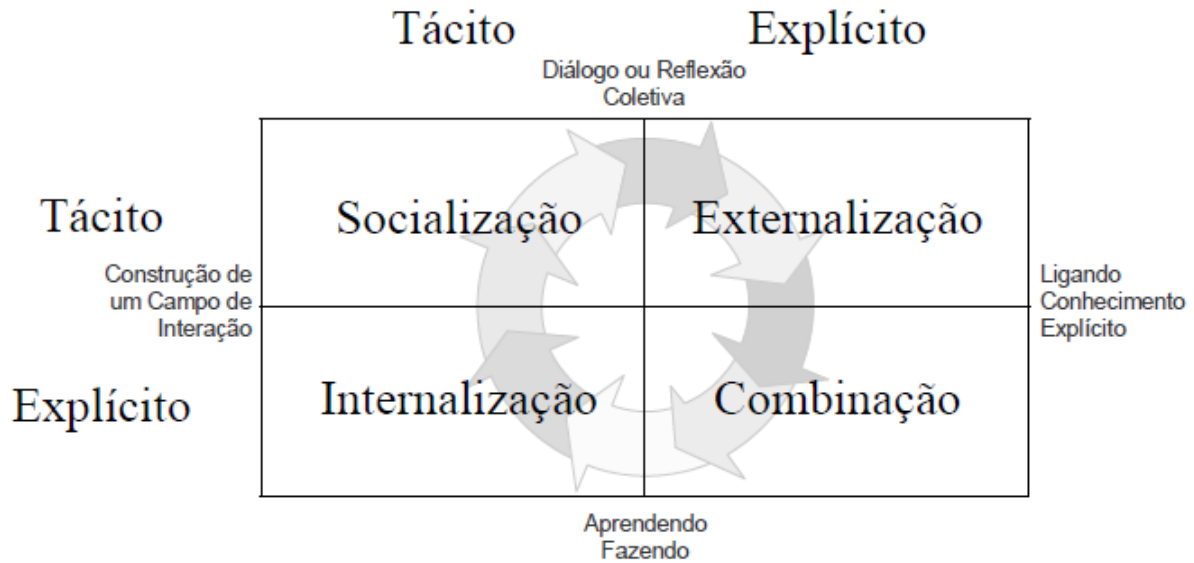 Tácito
Explícito
Diálogo ou Reflexão
Coletiva
Tácito
Socialização
Externalização
Construção de
um Campo de
Interação
Ligando
Conhecimento
Explícito
Explícito
Internalização
Combinação
Aprendendo
Fazendo